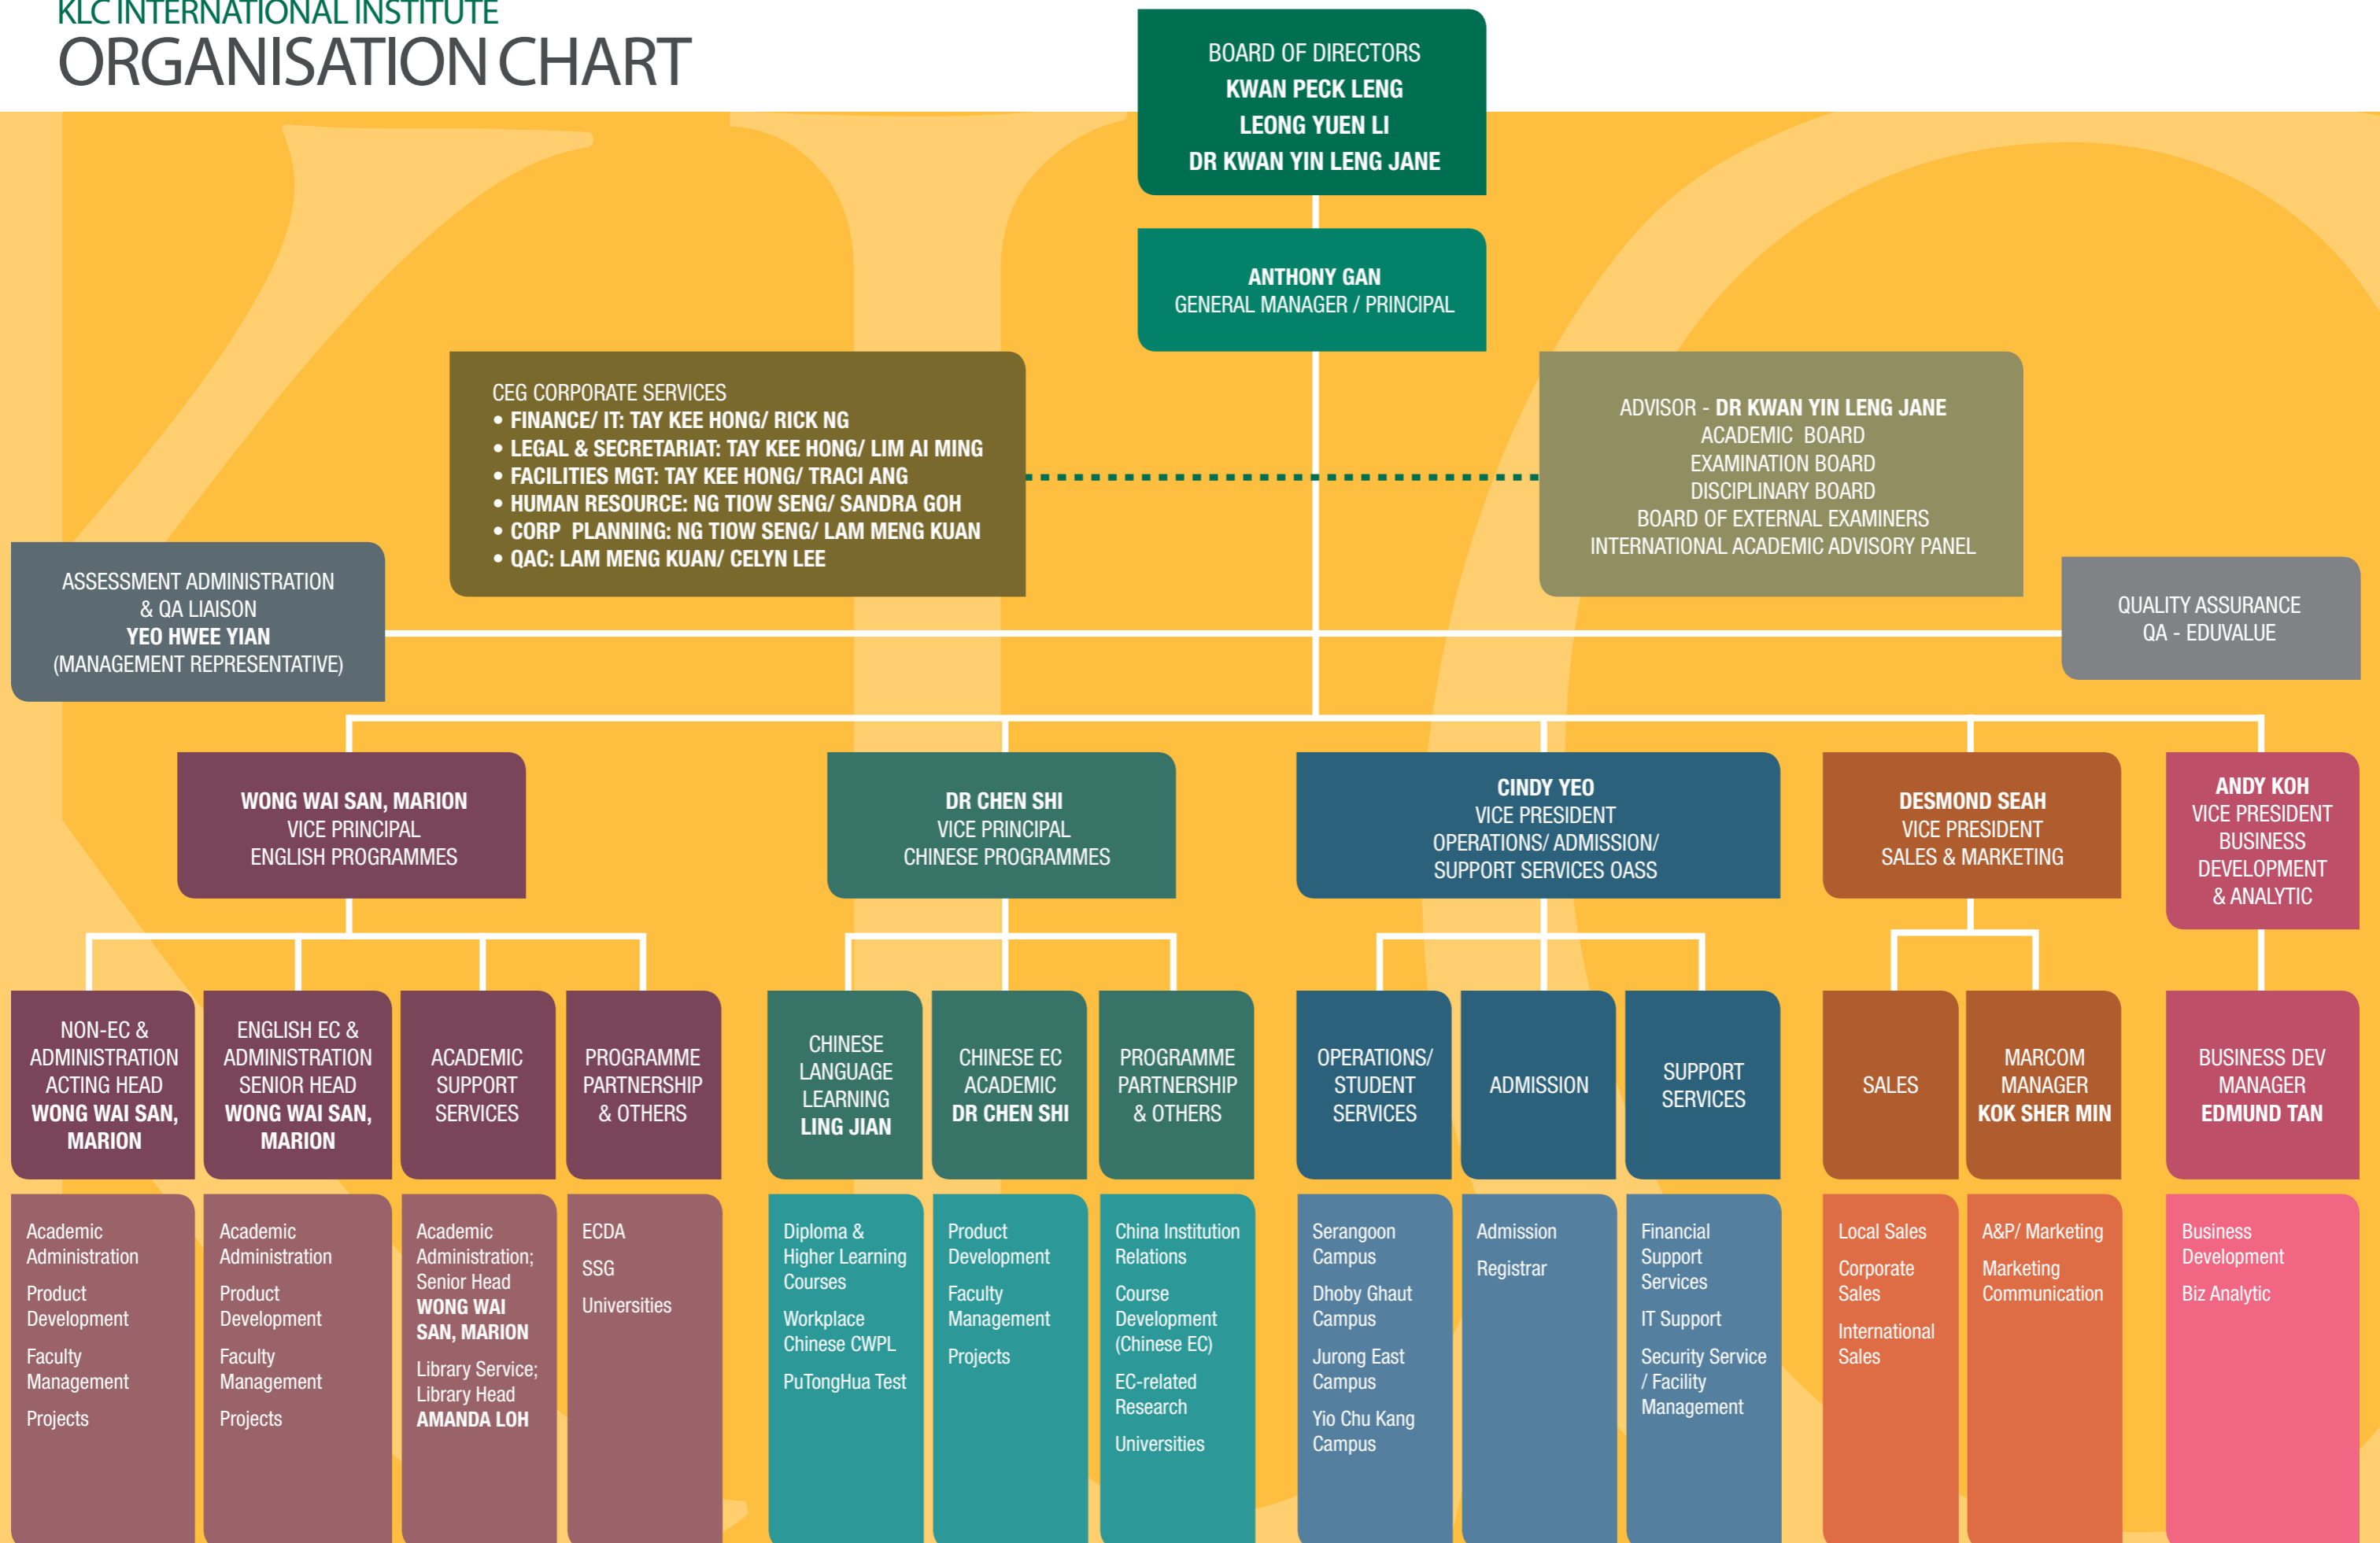 KLC INTERNATIONAL INSTITUTE
ORGANISATION CHART
BOARD OF DIRECTORS
KWAN PECK LENG
LEONG YUEN LI
DR KWAN YIN LENG JANE
ANTHONY GAN
GENERAL MANAGER / PRINCIPAL
CEG CORPORATE SERVICES
• FINANCE/ IT: TAY KEE HONG/ RICK NG
• LEGAL & SECRETARIAT: TAY KEE HONG/ LIM AI MING
• FACILITIES MGT: TAY KEE HONG/ TRACI ANG
• HUMAN RESOURCE: NG TIOW SENG/ SANDRA GOH
• CORP PLANNING: NG TIOW SENG/ LAM MENG KUAN
• QAC: LAM MENG KUAN/ CELYN LEE
ADVISOR - DR KWAN YIN LENG JANE
ACADEMIC BOARD
EXAMINATION BOARD
DISCIPLINARY BOARD
BOARD OF EXTERNAL EXAMINERS
INTERNATIONAL ACADEMIC ADVISORY PANEL
ASSESSMENT ADMINISTRATION
& QA LIAISON
YEO HWEE YIAN
(MANAGEMENT REPRESENTATIVE)
QUALITY ASSURANCE
QA - EDUVALUE
WONG WAI SAN, MARION
VICE PRINCIPAL
ENGLISH PROGRAMMES
DR CHEN SHI
VICE PRINCIPAL
CHINESE PROGRAMMES
CINDY YEO
VICE PRESIDENT
OPERATIONS/ ADMISSION/
SUPPORT SERVICES OASS
DESMOND SEAH
VICE PRESIDENT
SALES & MARKETING
ANDY KOH
VICE PRESIDENT
BUSINESS
DEVELOPMENT
& ANALYTIC
NON-EC &
ADMINISTRATION
ACTING HEAD
WONG WAI SAN,
MARION
ENGLISH EC &
ADMINISTRATION
SENIOR HEAD
WONG WAI SAN,
MARION
ACADEMIC
SUPPORT
SERVICES
PROGRAMME
PARTNERSHIP
& OTHERS
CHINESE
LANGUAGE
LEARNING
LING JIAN
CHINESE EC
ACADEMIC
DR CHEN SHI
PROGRAMME
PARTNERSHIP
& OTHERS
OPERATIONS/
STUDENT
SERVICES
ADMISSION
SUPPORT
SERVICES
SALES
MARCOM
MANAGER
KOK SHER MIN
BUSINESS DEV
MANAGER
EDMUND TAN
Academic
Administration
Product
Development
Faculty
Management
Projects
Academic
Administration
Product
Development
Faculty
Management
Projects
Academic
Administration;
Senior Head
WONG WAI
SAN, MARION
Library Service;
Library Head
AMANDA LOH
ECDA
SSG
Universities
Diploma &
Higher Learning
Courses
Workplace
Chinese CWPL
PuTongHua Test
Product
Development
Faculty
Management
Projects
China Institution
Relations
Course
Development
(Chinese EC)
EC-related
Research
Universities
Serangoon
Campus
Dhoby Ghaut
Campus
Jurong East
Campus
Yio Chu Kang
Campus
Admission
Registrar
Financial
Support
Services
IT Support
Security Service
/ Facility
Management
Local Sales
Corporate
Sales
International
Sales
A&P/ Marketing
Marketing
Communication
Business
Development
Biz Analytic